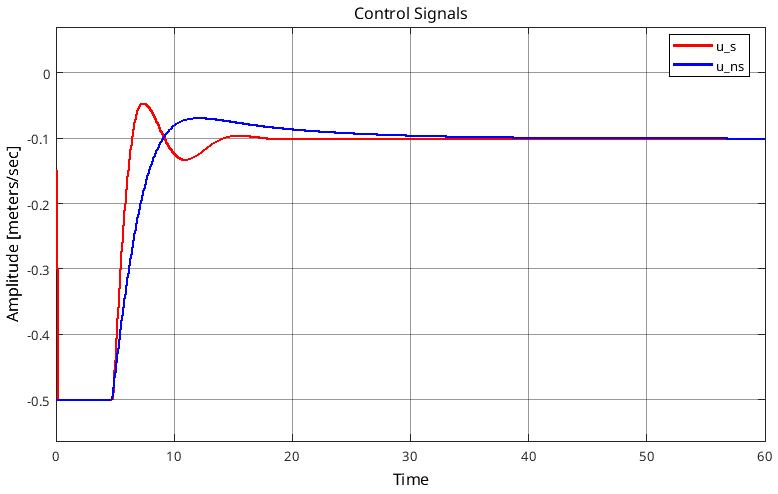 Control Signals
u_s
u_ns
0
-0.1
-0.2
-0.3
-0.4
-0.5
Amplitude [meters/sec]
0 10 20 30 40 50 60
Time